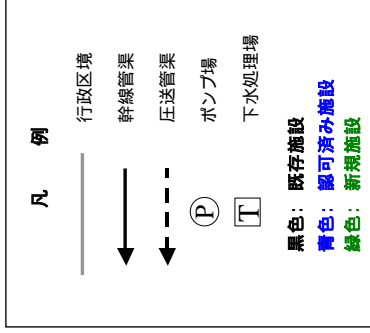 凡　例
行政区境
幹線管渠
圧送管渠
P ポンプ場
T 下水処理場
黒色： 既存施設
青色： 認可済み施設
緑色： 新規施設